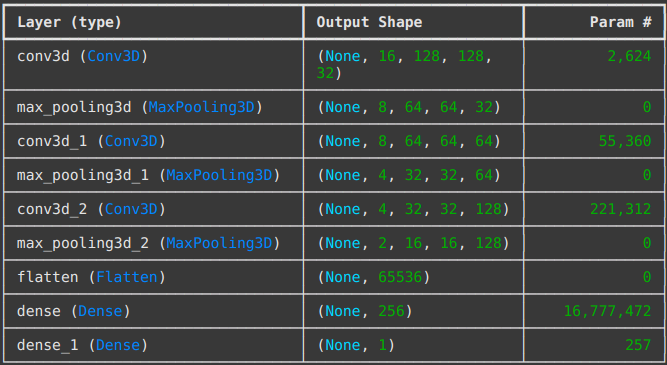 Layer (type) Output Shape Param #
conv3d (Conv3D) (None, 16, 128, 128, 2,624
32)
max_pooling3d (MaxPooling3D) (None, 8, 64, 64, 32) 0
conv3d_1 (Conv3D) (None, 8, 64, 64, 64) 55,360
max_pooling3d_1 (MaxPooling3D) (None, 4, 32, 32, 64) 0
conv3d_2 (Conv3D) (None, 4, 32, 32, 128) 221,312
max_pooling3d_2 (MaxPooling3D) (None, 2, 16, 16, 128) 0
flatten (Flatten) (None, 65536) 0
dense (Dense) (None, 256) 16,777,472
dense_1 (Dense) (None, 1) 257